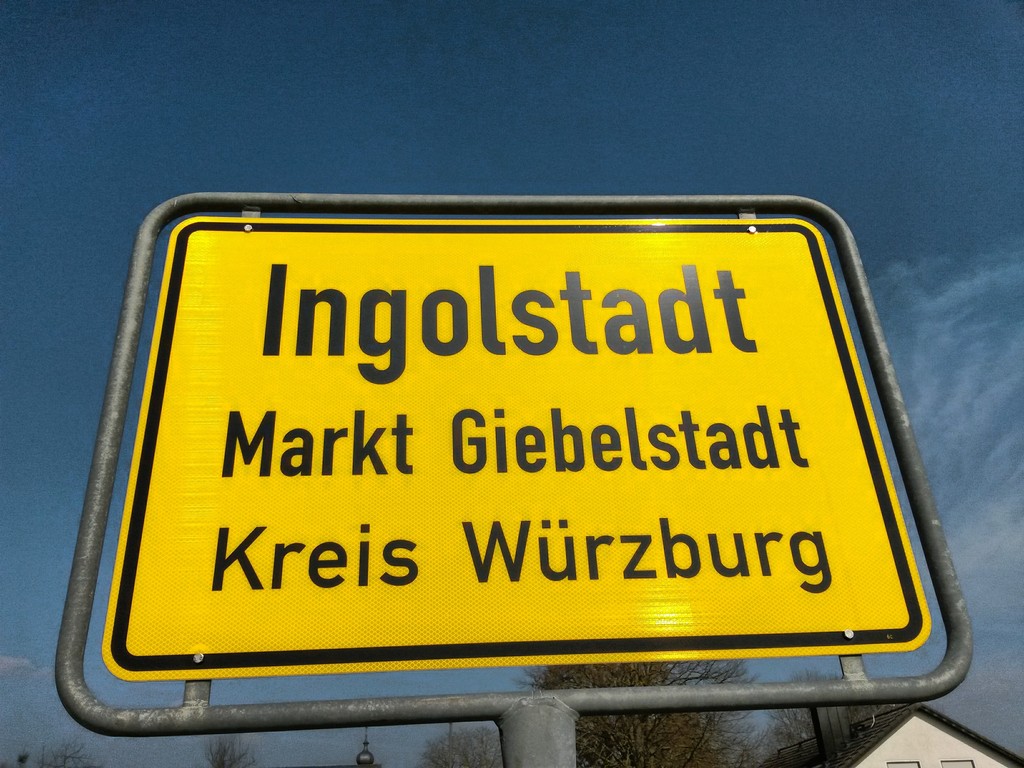 Ingolstadt
Markt Giebelstadt
Kreis Würzburg